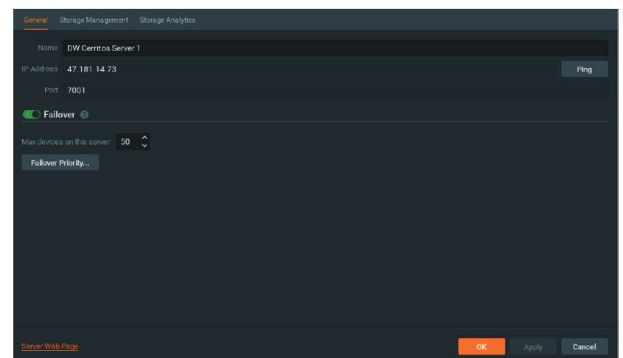 General Storage Management Storage Analytics
Name DW Cerritos Server 1
IP Address 47.181.14.73 Ping
Port 7001
Failover ?
Max devices on this server: 50
Failover Priority...
Server Web Page OK Apply Cancel